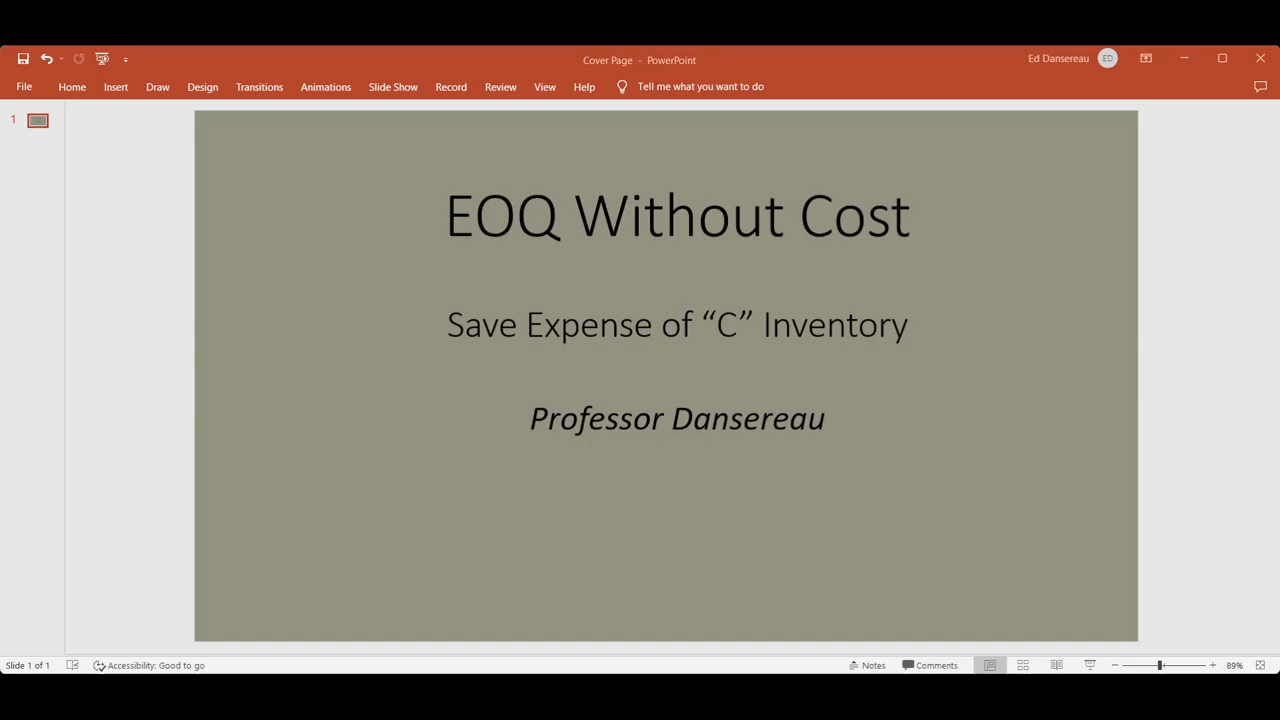 Cover Page - PowerPoint
Ed Dansereau ED
File Home Insert Draw Design Transitions Animations Slide Show Record Review View Help Tell me what you want to do
1
EOQ Without Cost
Save Expense of “C” Inventory
Professor Dansereau
Slide 1 of 1 Accessibility: Good to go Notes Comments 89%